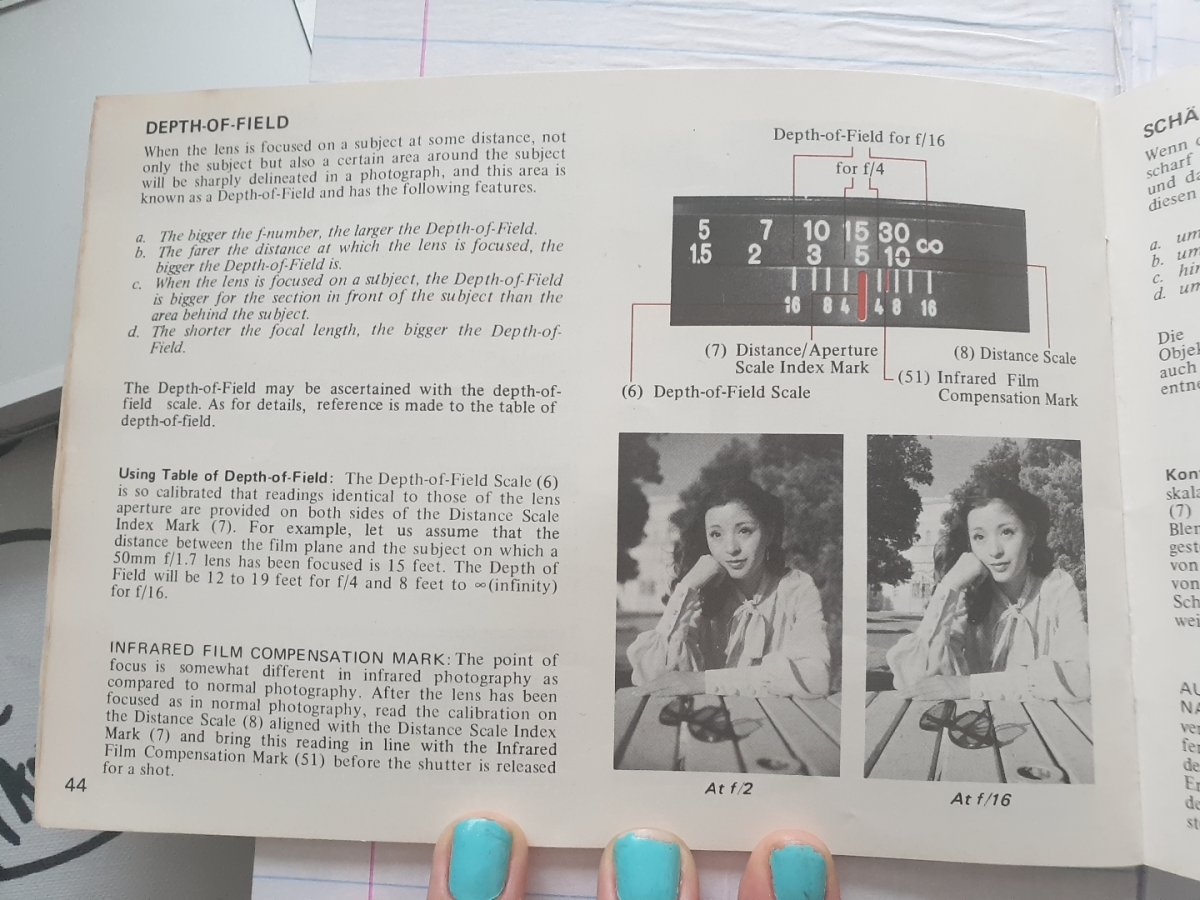 DEPTH-OF-FIELD
When the lens is focused on a subject at some distance, not
only the subject but also a certain area around the subject
will be sharply delineated in a photograph, and this area is
known as a Depth-of-Field and has the following features.
a. The bigger the f-number, the larger the Depth-of-Field.
b. The farer the distance at which the lens is focused, the
bigger the Depth-of-Field is.
c. When the lens is focused on a subject, the Depth-of-Field
is bigger for the section in front of the subject than the
area behind the subject.
d. The shorter the focal length, the bigger the Depth-of-
Field.
The Depth-of-Field may be ascertained with the depth-of-
field scale. As for details, reference is made to the table of
depth-of-field.
Using Table of Depth-of-Field: The Depth-of-Field Scale (6)
is so calibrated that readings identical to those of the lens
aperture are provided on both sides of the Distance Scale
Index Mark (7). For example, let us assume that the
distance between the film plane and the subject on which a
50mm f/1.7 lens has been focused is 15 feet. The Depth of
Field will be 12 to 19 feet for f/4 and 8 feet to ∞(infinity)
for f/16.
INFRARED FILM COMPENSATION MARK: The point of
focus is somewhat different in infrared photography as
compared to normal photography. After the lens has been
focused as in normal photography, read the calibration on
the Distance Scale (8) aligned with the Distance Scale Index
Mark (7) and bring this reading in line with the Infrared
Film Compensation Mark (51) before the shutter is released
for a shot.
44
Depth-of-Field for f/16
for f/4
5 7 10 15 30 ∞
1.5 2 3 5 10
16 8 4 4 8 16
(7) Distance/Aperture
Scale Index Mark
(8) Distance Scale
(6) Depth-of-Field Scale
(51) Infrared Film
Compensation Mark
At f/2
At f/16
SCHÄ
Wenn
scharf
und da
diesen
a. um
b. um
c. hin
d. um
Die
Objek
auch
entne
Kon
skala
(7)
Blen
gest
von
von
Sch
wei
AU
NA
ver
fer
de
Er
de
st